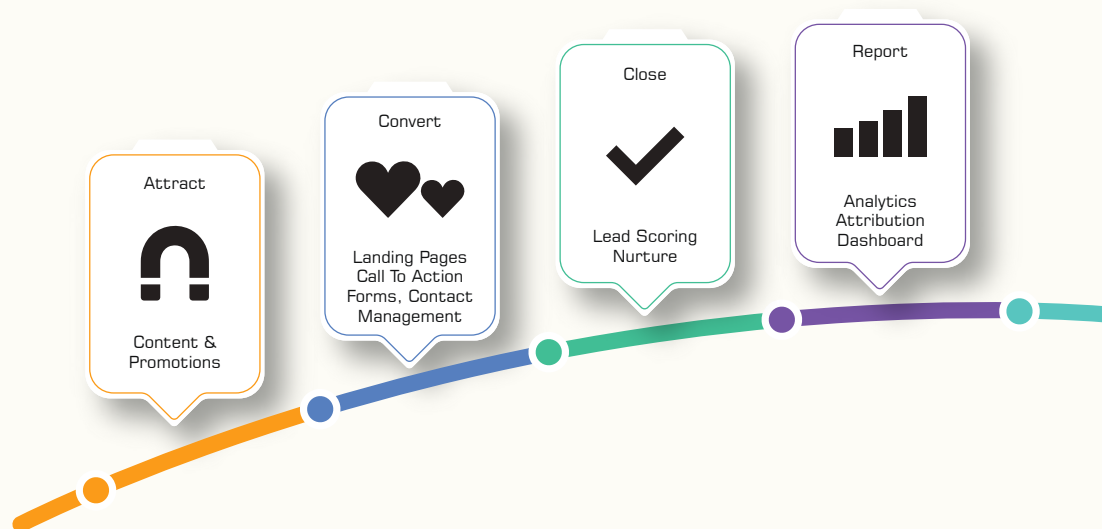 Attract
Content &
Promotions
Convert
Landing Pages
Call To Action
Forms, Contact
Management
Close
Lead Scoring
Nurture
Report
Analytics
Attribution
Dashboard